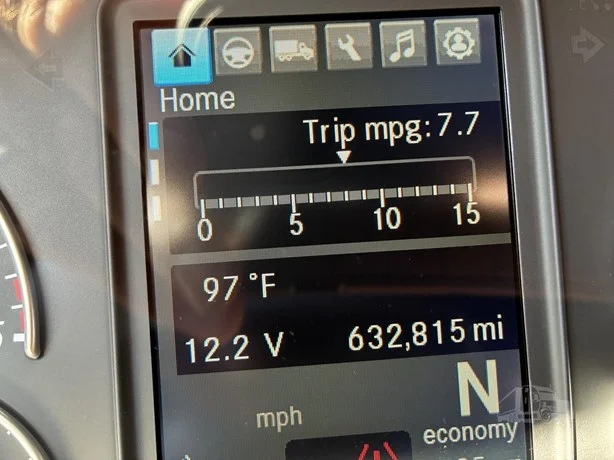 Home
Trip mpg: 7.7
0 5 10 15
97 °F
12.2 V 632,815 mi
N
mph
economy